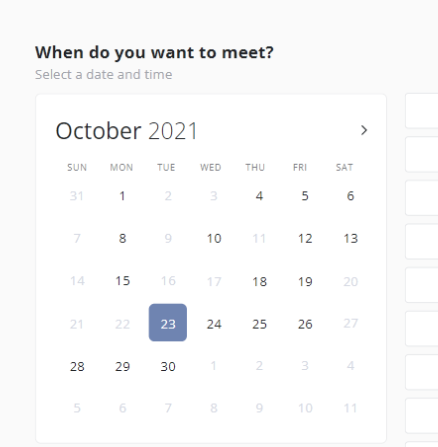 When do you want to meet?
Select a date and time
October 2021 >
SUN MON TUE WED THU FRI SAT
31 1 2 3 4 5 6
7 8 9 10 11 12 13
14 15 16 17 18 19 20
21 22 23 24 25 26 27
28 29 30 1 2 3 4
5 6 7 8 9 10 11